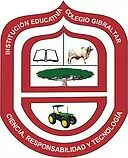 INSTITUCIÓN EDUCATIVA COLEGIO GIBRALTAR
CIENCIA, RESPONSABILIDAD Y TECNOLOGÍA